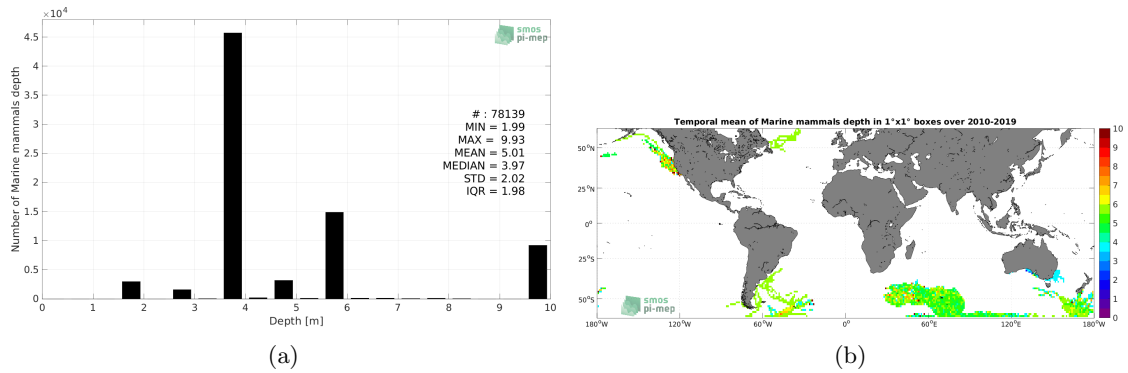 ×10⁴
4.5
4
3.5
3
2.5
2
1.5
1
0.5
0
Number of Marine mammals depth
smos
pi-mep
# : 78139
MIN = 1.99
MAX = 9.93
MEAN = 5.01
MEDIAN = 3.97
STD = 2.02
IQR = 1.98
0 1 2 3 4 5 6 7 8 9 10
Depth [m]
(a)
Temporal mean of Marine mammals depth in 1°x1° boxes over 2010-2019
50°N
25°N
0°
25°S
50°S
smos
pi-mep
180°W 120°W 60°W 0° 60°E 120°E 180°W
10
9
8
7
6
5
4
3
2
1
0
(b)